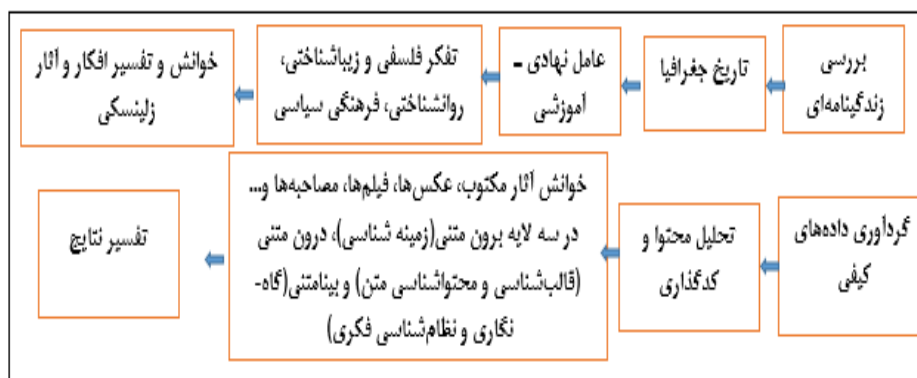 بررسی
زندگینامه‌ای
تاریخ جغرافیا
عامل نهادی –
آموزشی
تفکر فلسفی و زیباشناختی،
روانشناختی، فرهنگی سیاسی
خوانش و تفسیر افکار و آثار
زلینسکی
گردآوری داده‌های
کیفی
تحلیل محتوا و
کدگذاری
خوانش آثار مکتوب، عکس‌ها، فیلم‌ها، مصاحبه‌ها و...
در سه لایه برون متنی(زمینه شناسی)، درون متنی
(قالب‌شناسی و محتواشناسی متن) و بینامتنی(گاه-
نگاری و نظام‌شناسی فکری)
تفسیر نتایج